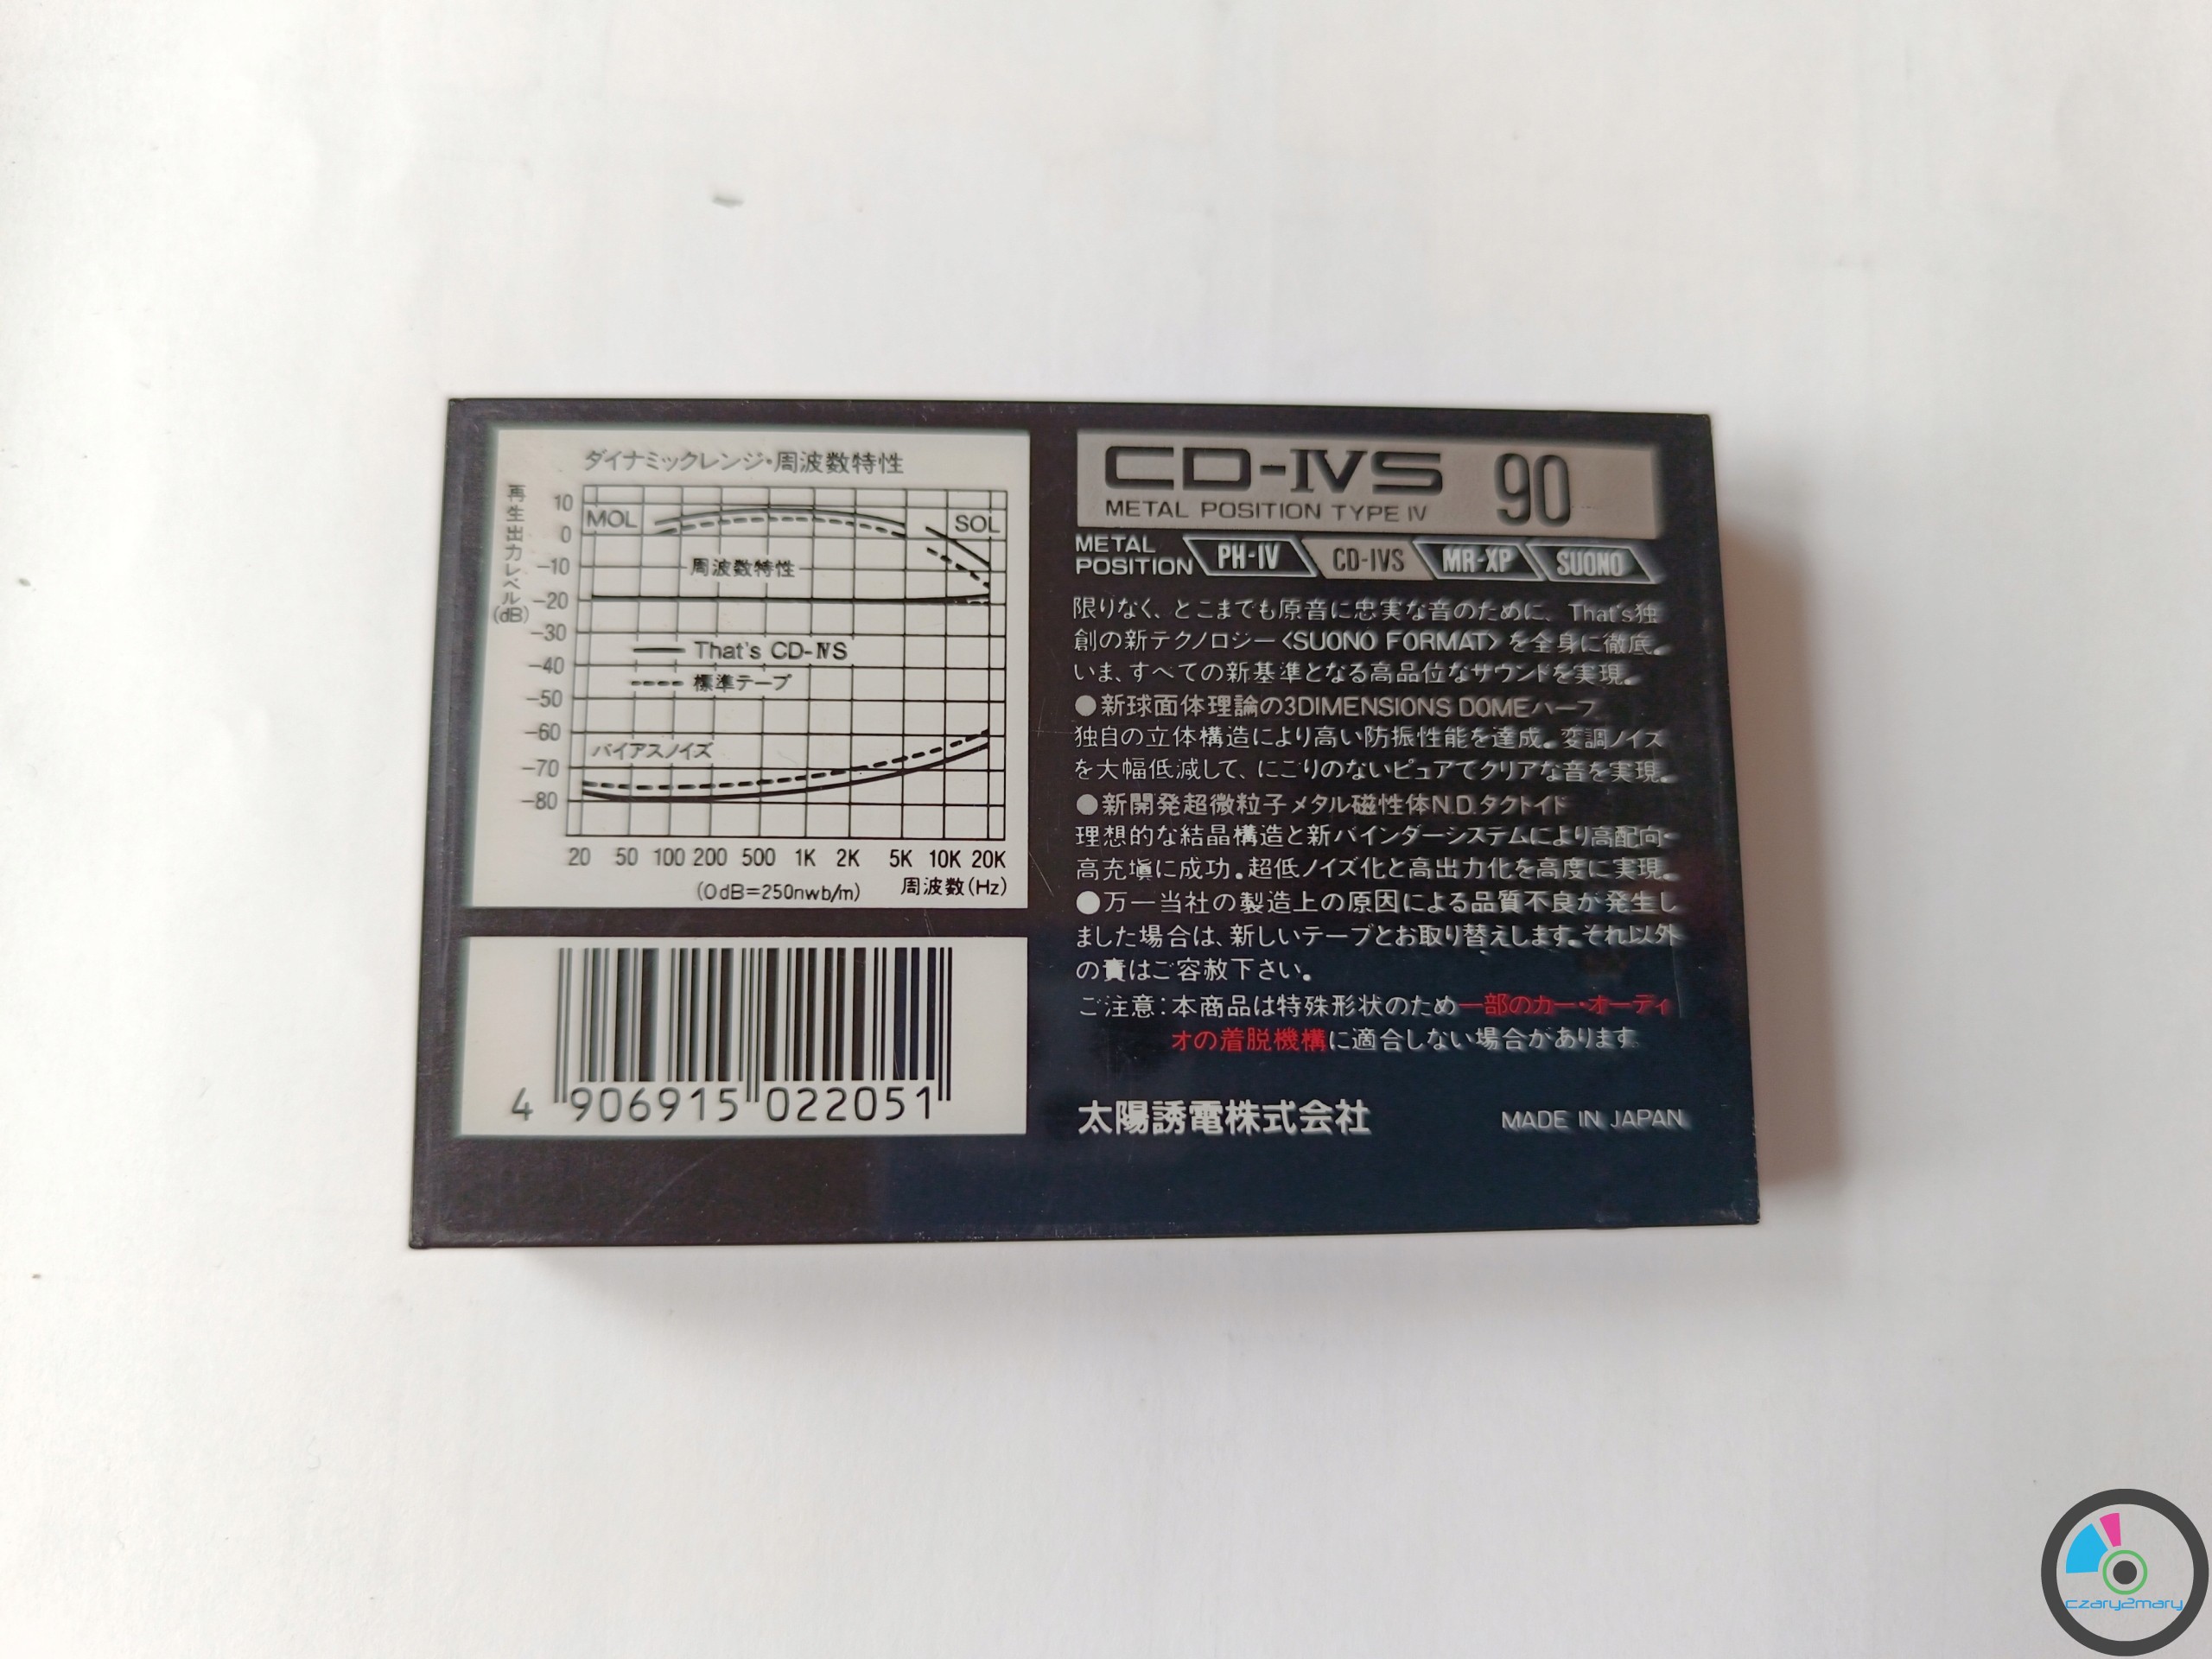 ダイナミックレンジ・周波数特性
再生出力レベル(dB)
10
0
-10
-20
-30
-40
-50
-60
-70
-80
MOL
SOL
周波数特性
That's CD-IVS
標準テープ
バイアスノイズ
20 50 100 200 500 1K 2K 5K 10K 20K
(0dB=250nwb/m) 周波数(Hz)
4 906915 022051
CD-IVS 90
METAL POSITION TYPE IV
METAL POSITION PH-IV CD-IVS MR-XP SUONO
限りなく、とこまでも原音に忠実な音のために、That's独
創の新テクノロジー<SUONO FORMAT>を全身に徹底。
いま、すべての新基準となる高品位なサウンドを実現。
●新球面体理論の3DIMENSIONS DOMEハーフ
独自の立体構造により高い防振性能を達成。変調ノイズ
を大幅低減して、にごりのないピュアでクリアな音を実現。
●新開発超微粒子メタル磁性体N.D.タクトイド
理想的な結晶構造と新バインダーシステムにより高配向・
高充塡に成功。超低ノイズ化と高出力化を高度に実現。
●万一当社の製造上の原因による品質不良が発生し
ました場合は、新しいテープとお取り替えします。それ以外
の責はご容赦下さい。
ご注意：本商品は特殊形状のため一部のカー・オーディ
オの着脱機構に適合しない場合があります。
太陽誘電株式会社 MADE IN JAPAN
czary2mary